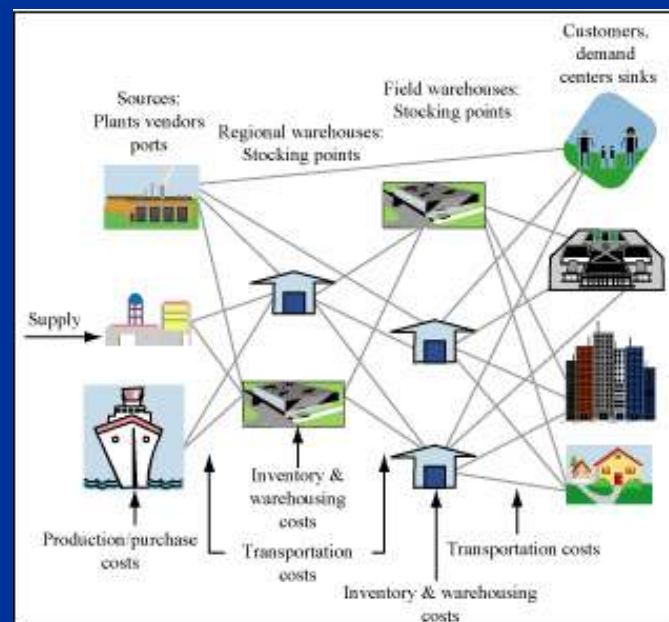 Customers,
demand
centers sinks
Field warehouses:
Stocking points
Sources:
Plants vendors
ports
Regional warehouses:
Stocking points
Supply
Inventory &
warehousing
costs
Production/purchase
costs
Transportation
costs
Transportation costs
Inventory & warehousing
costs